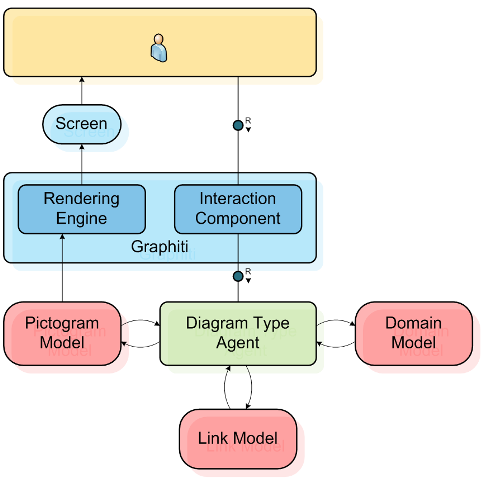 R
Screen
Rendering
Engine
Interaction
Component
Graphiti
R
Pictogram
Model
Diagram Type
Agent
Domain
Model
Link Model